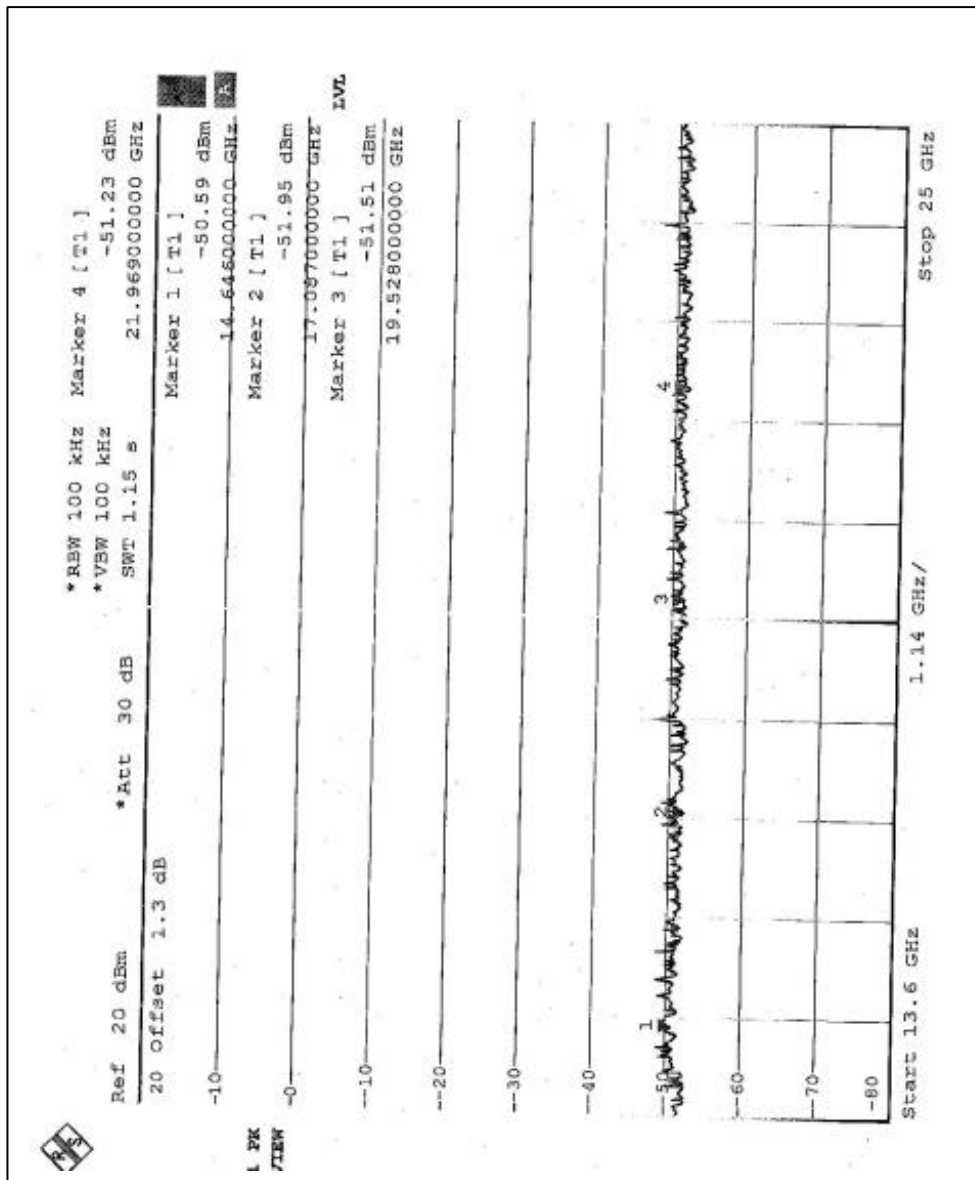 R S
*RBW 100 kHz Marker 4 [T1 ]
*VBW 100 kHz -51.23 dBm
Ref 20 dBm *Att 30 dB SWT 1.15 s 21.969000000 GHz
20 Offset 1.3 dB
Marker 1 [T1 ]
-50.59 dBm
14.646000000 GHz
A
-10
Marker 2 [T1 ]
-51.95 dBm
1 PK
VIEW
17.087000000 GHz
-0
Marker 3 [T1 ]
LVL
-51.51 dBm
19.528000000 GHz
--10
--20
--30
--40
--50
1
2
3
4
--60
--70
-80
Start 13.6 GHz 1.14 GHz/ Stop 25 GHz